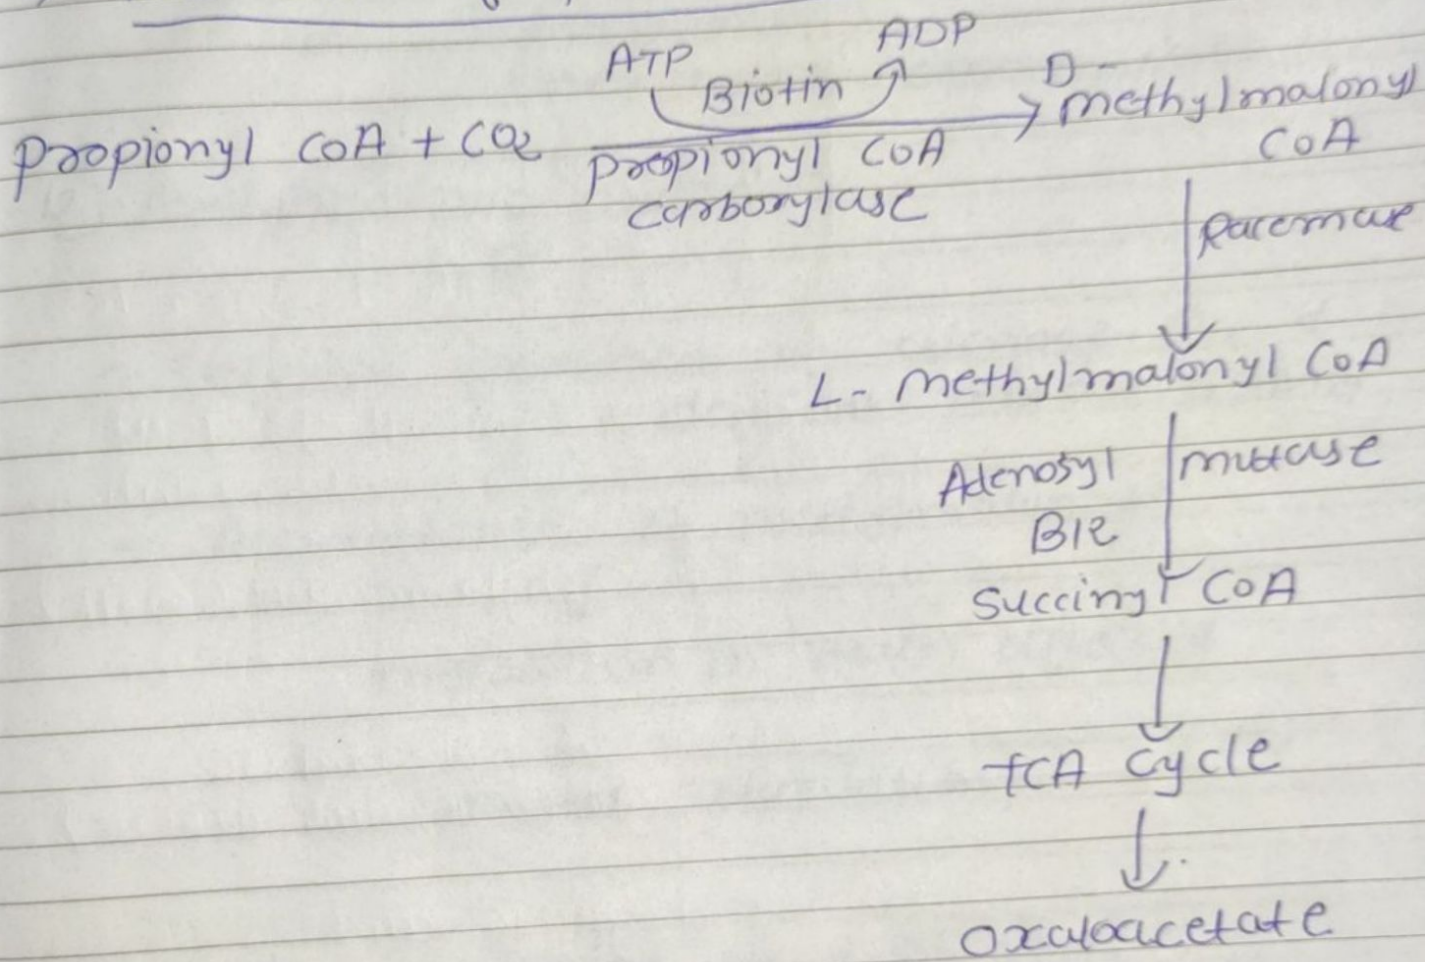 ATP ADP
Biotin
Propionyl CoA + CO2
D -
methylmalonyl
CoA
Propionyl CoA
carboxylase
Racemase
L- Methylmalonyl CoA
Adenosyl
B12
mutase
Succinyl CoA
TCA cycle
Oxaloacetate